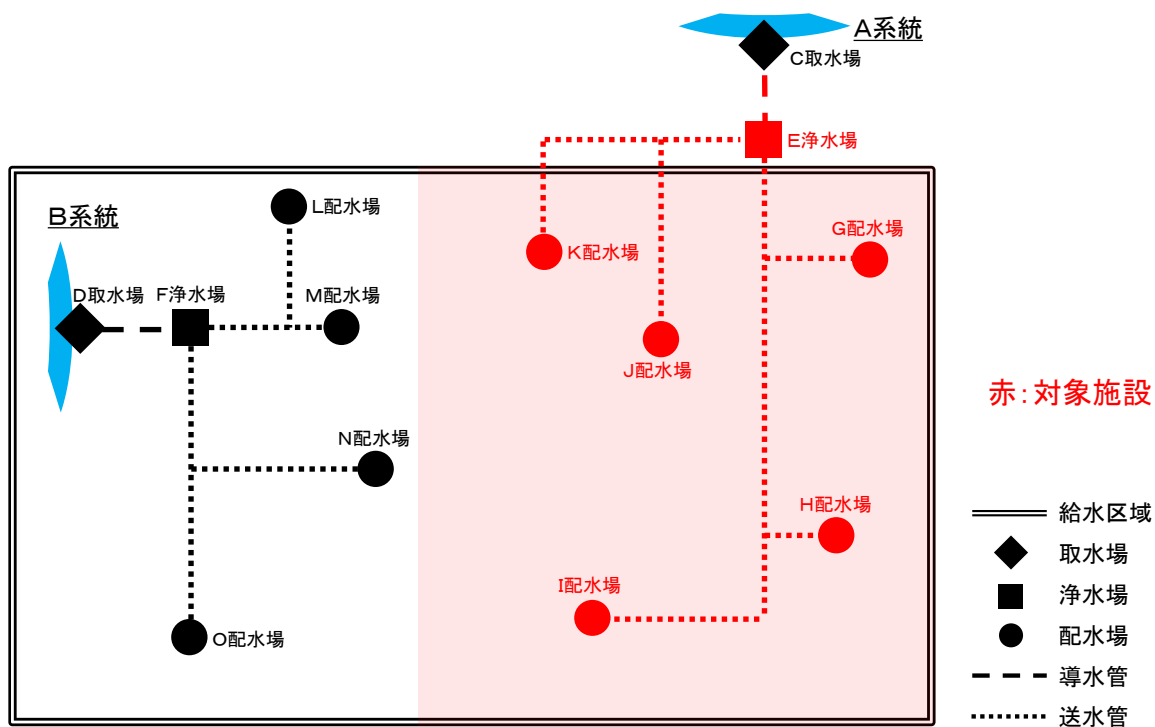 A系統
C取水場
E浄水場
B系統
L配水場
G配水場
K配水場
D取水場
F浄水場
M配水場
J配水場
赤:対象施設
N配水場
H配水場
I配水場
O配水場
給水区域
取水場
浄水場
配水場
導水管
送水管